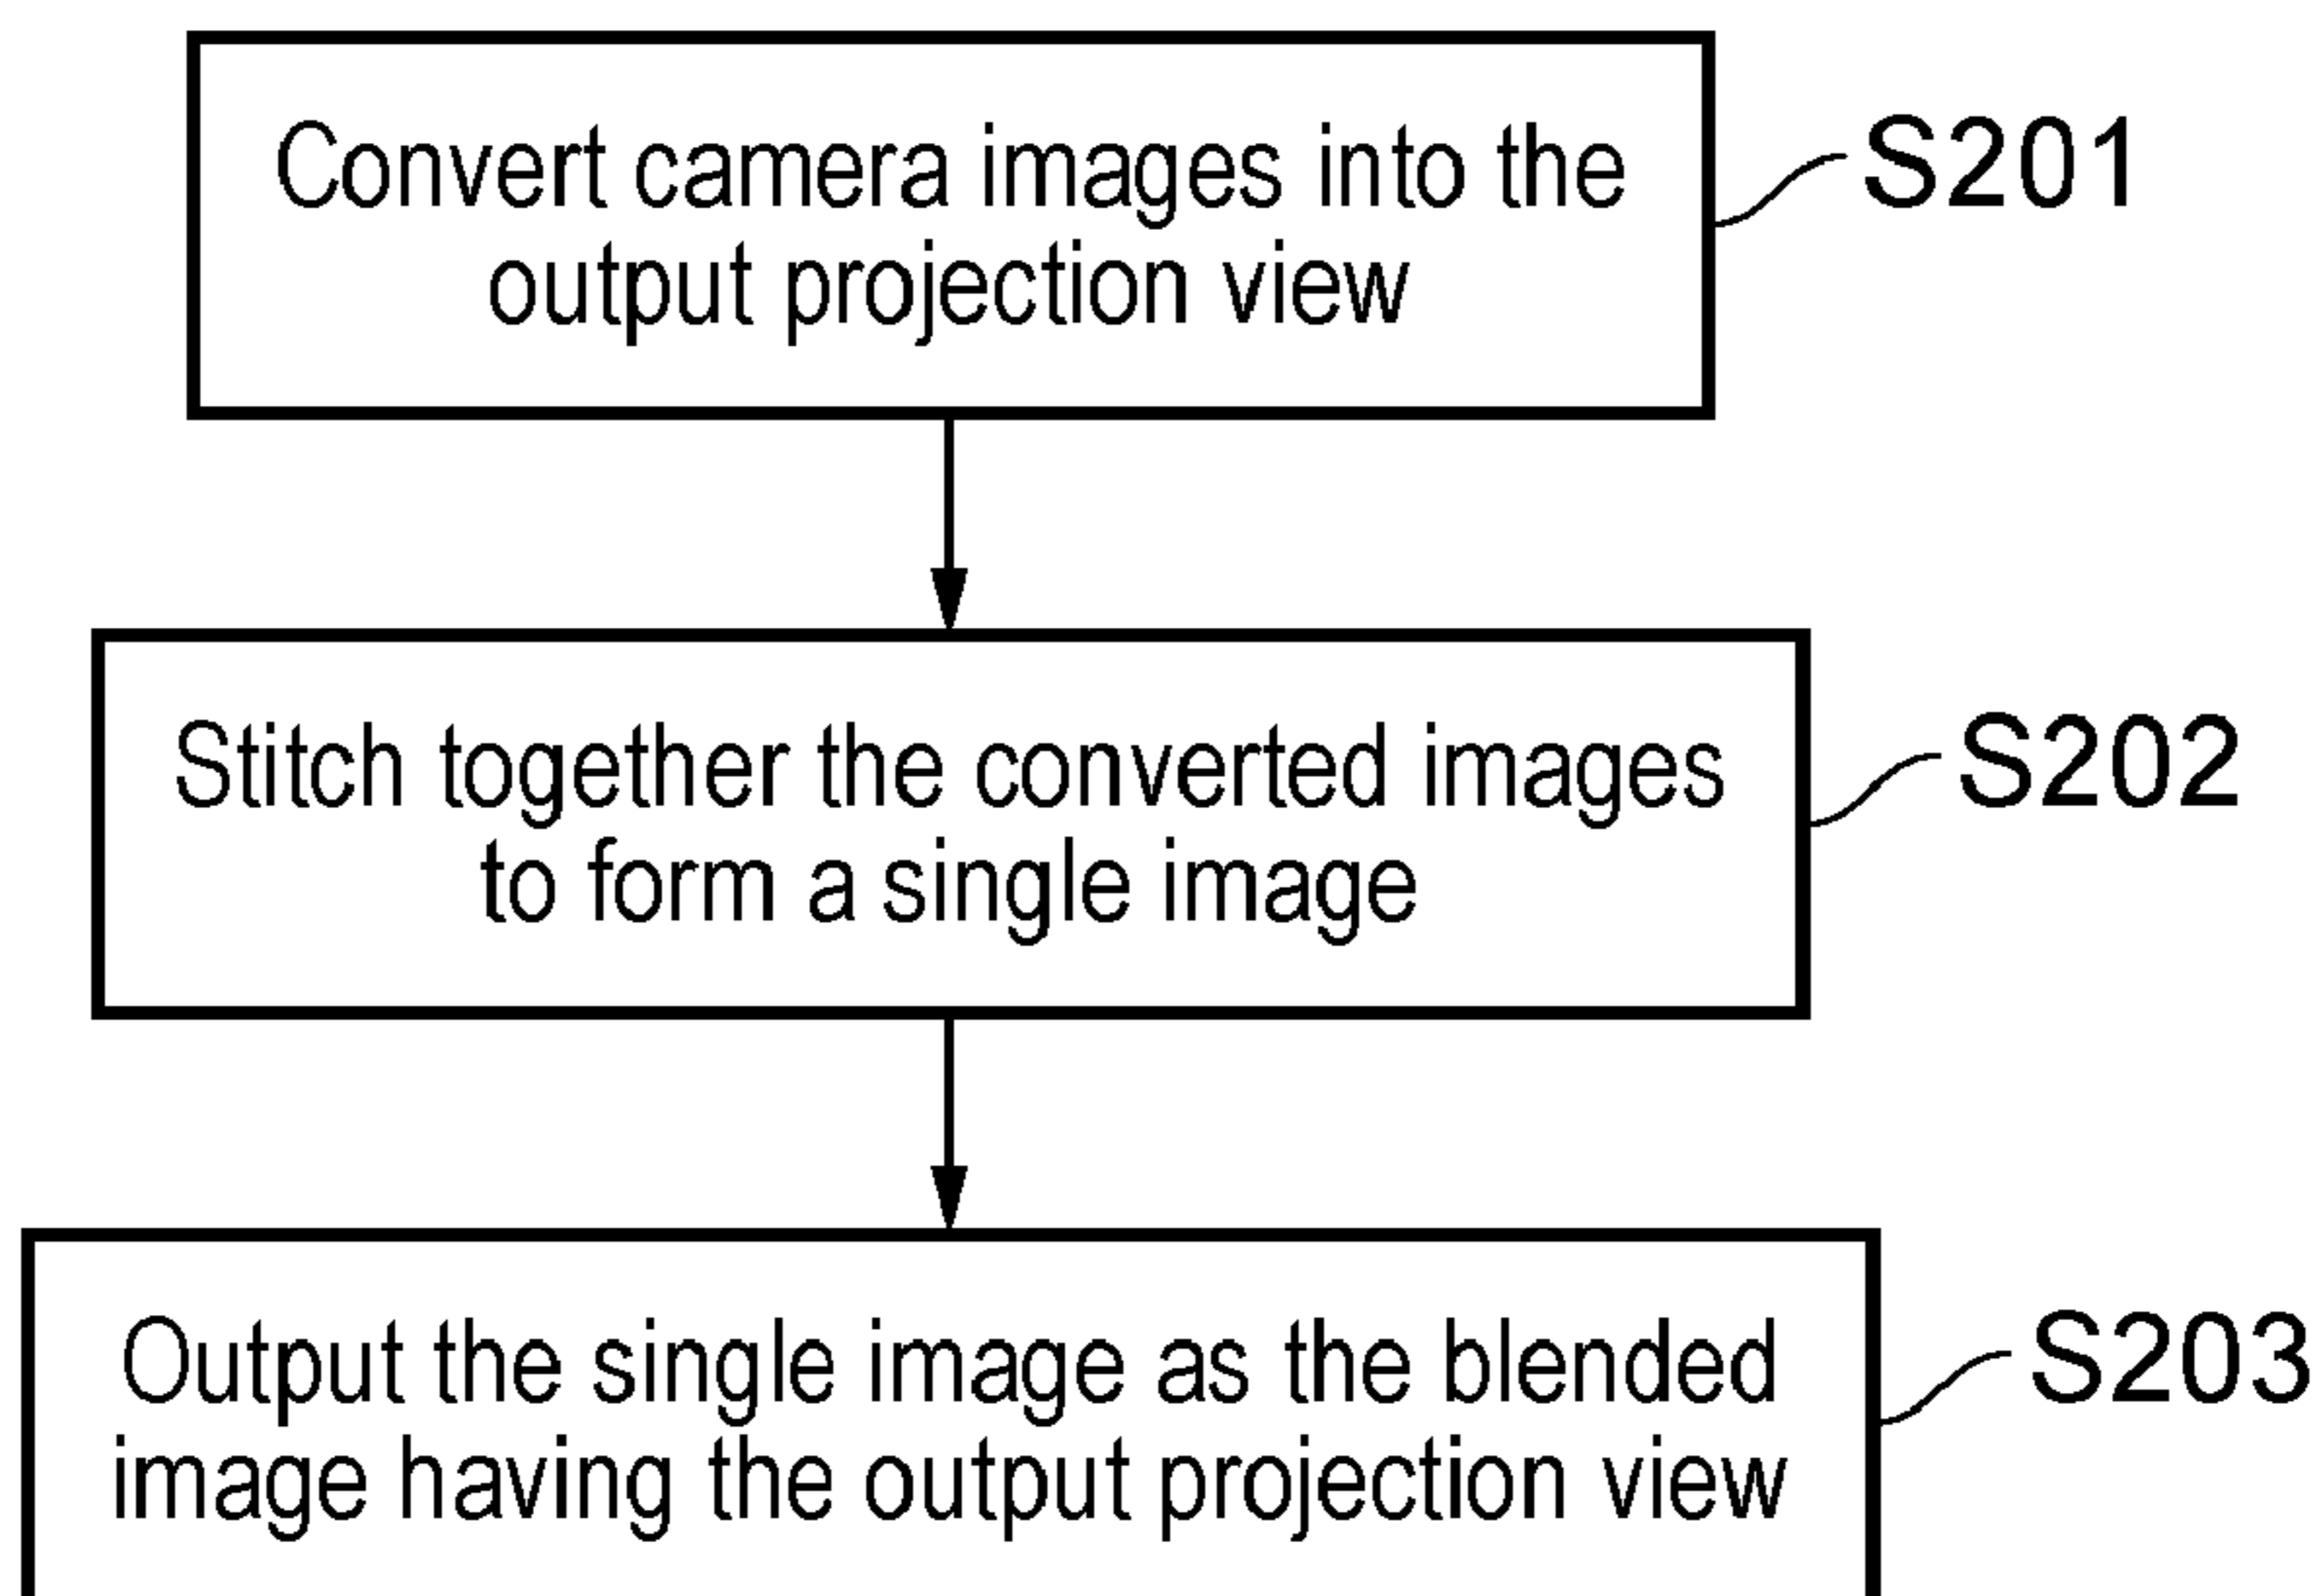 Convert camera images into the
output projection view
S201
Stitch together the converted images
to form a single image
S202
Output the single image as the blended
image having the output projection view
S203